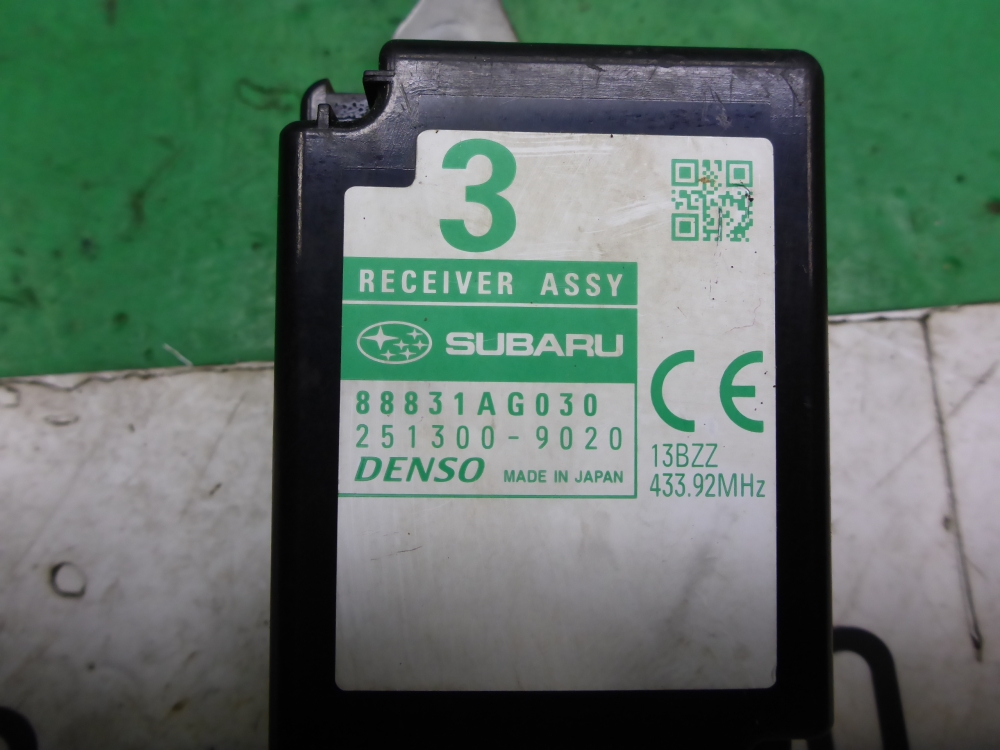 3
RECEIVER ASSY
SUBARU
88831AG030
251300-9020
DENSO MADE IN JAPAN
CE
13BZZ
433.92MHz